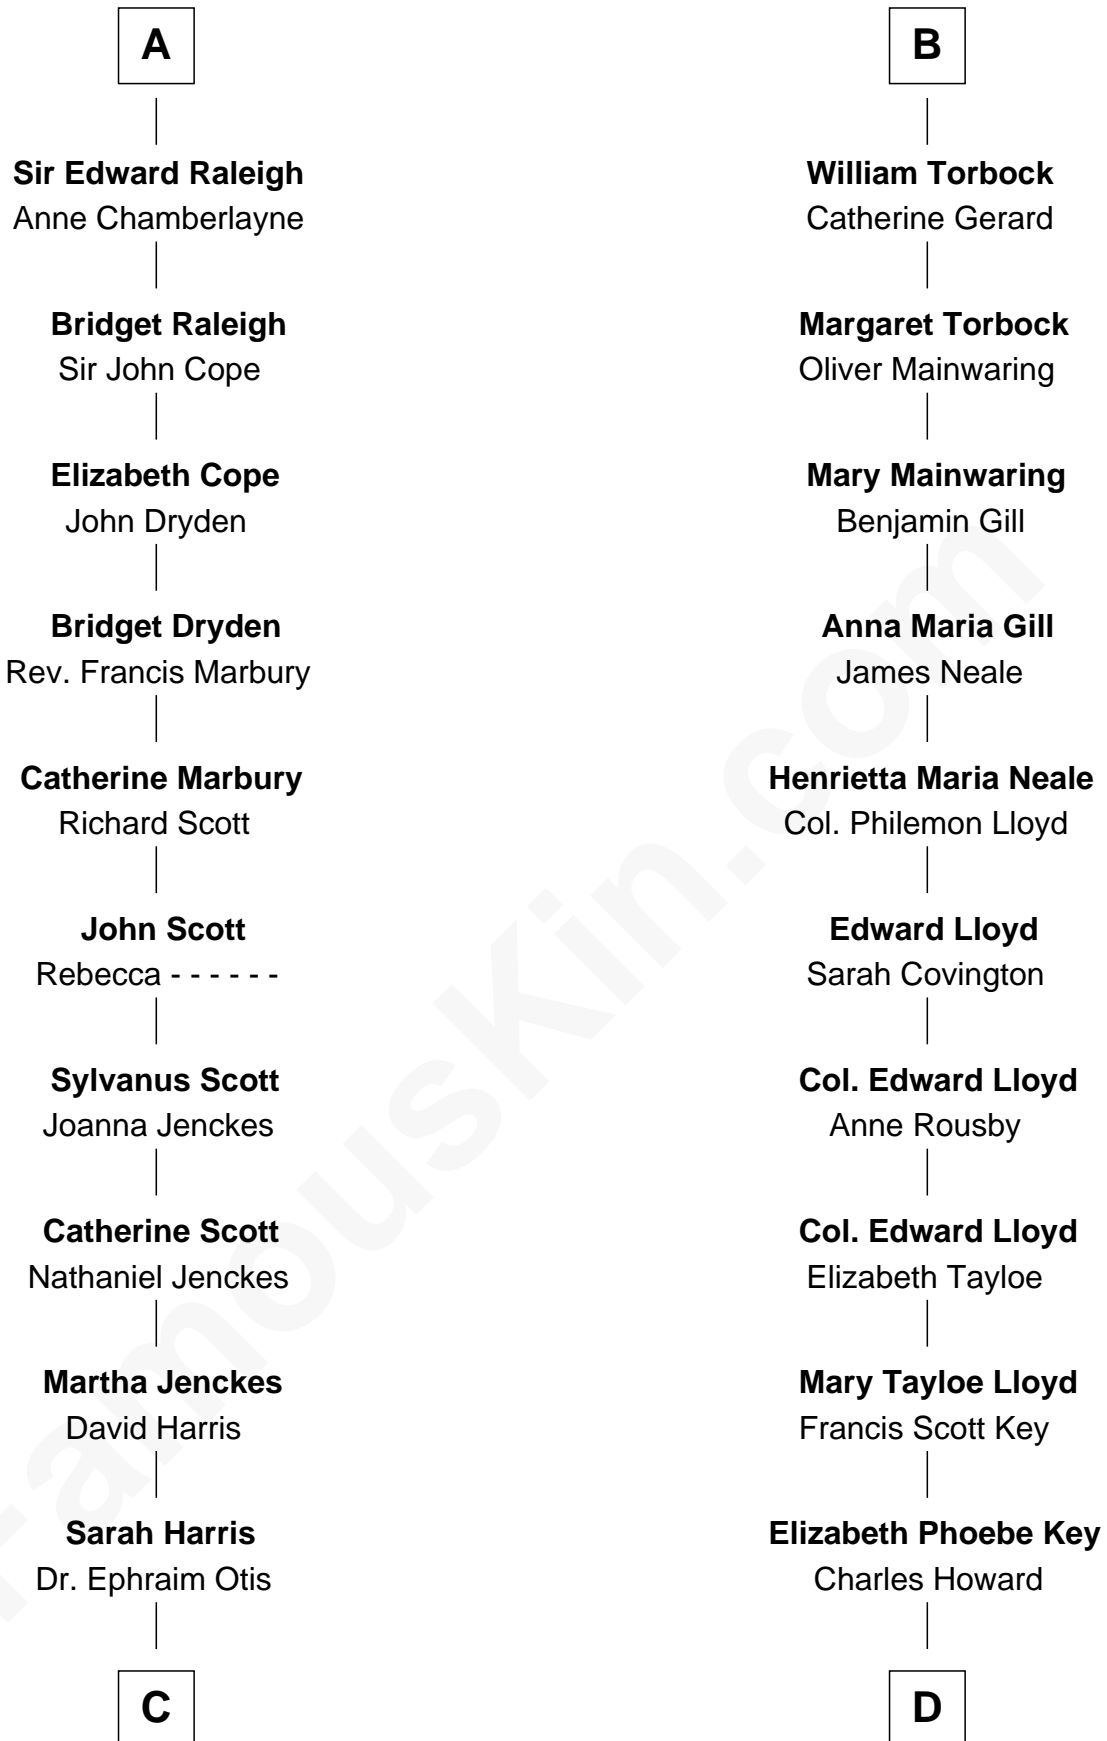 A
Sir Edward Raleigh
Anne Chamberlayne
Bridget Raleigh
Sir John Cope
Elizabeth Cope
John Dryden
Bridget Dryden
Rev. Francis Marbury
Catherine Marbury
Richard Scott
John Scott
Rebecca - - - - - -
Sylvanus Scott
Joanna Jenckes
Catherine Scott
Nathaniel Jenckes
Martha Jenckes
David Harris
Sarah Harris
Dr. Ephraim Otis
C
B
William Torbock
Catherine Gerard
Margaret Torbock
Oliver Mainwaring
Mary Mainwaring
Benjamin Gill
Anna Maria Gill
James Neale
Henrietta Maria Neale
Col. Philemon Lloyd
Edward Lloyd
Sarah Covington
Col. Edward Lloyd
Anne Rousby
Col. Edward Lloyd
Elizabeth Tayloe
Mary Tayloe Lloyd
Francis Scott Key
Elizabeth Phoebe Key
Charles Howard
D
FamousKin.com